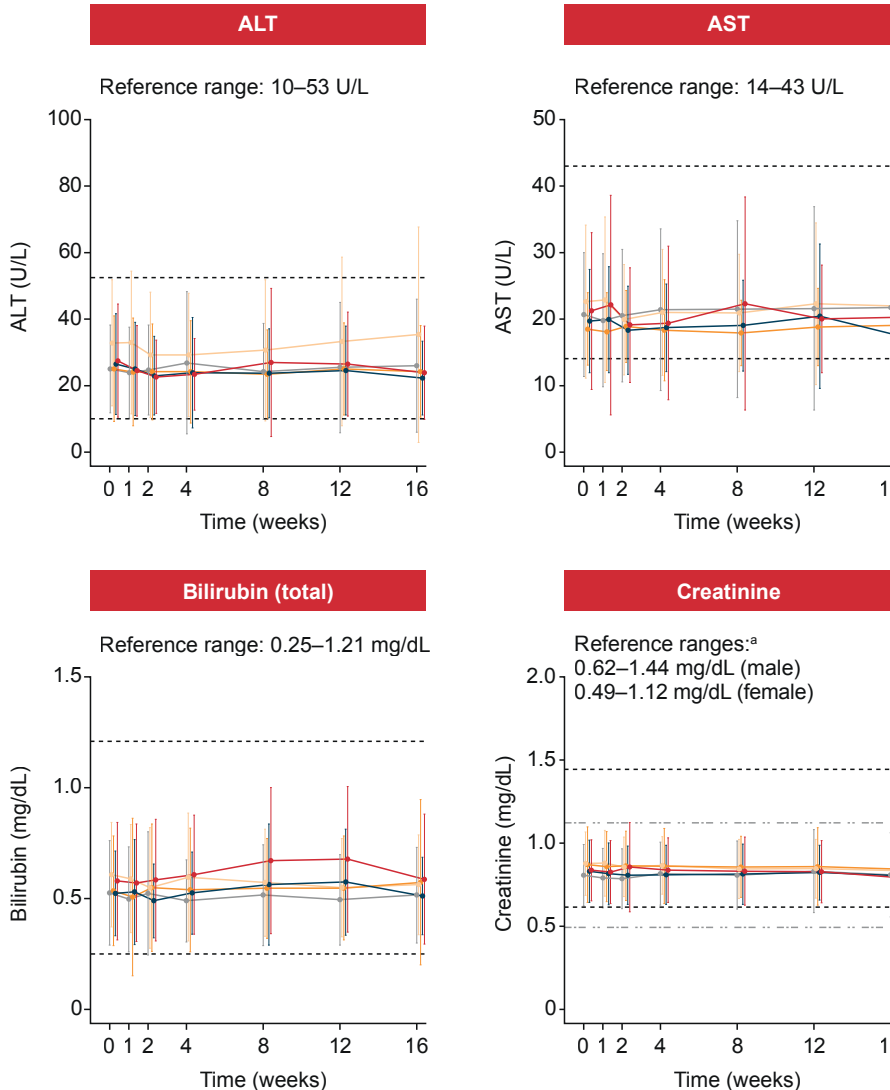 ALT
Reference range: 10–53 U/L
100
80
60
40
20
0
ALT (U/L)
0 1 2 4 8 12 16
Time (weeks)
AST
Reference range: 14–43 U/L
50
40
30
20
10
0
AST (U/L)
0 1 2 4 8 12 1
Time (weeks)
Bilirubin (total)
Reference range: 0.25–1.21 mg/dL
1.5
1.0
0.5
0
Bilirubin (mg/dL)
0 1 2 4 8 12 16
Time (weeks)
Creatinine
Reference ranges:ᵃ
0.62–1.44 mg/dL (male)
0.49–1.12 mg/dL (female)
2.0
1.5
1.0
0.5
0
Creatinine (mg/dL)
0 1 2 4 8 12 1
Time (weeks)